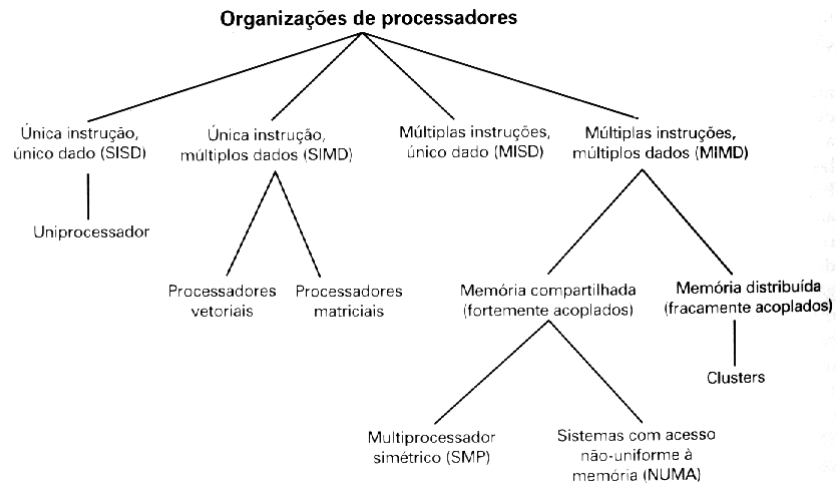 Organizações de processadores
Única instrução,
único dado (SISD)
Única instrução,
múltiplos dados (SIMD)
Múltiplas instruções,
único dado (MISD)
Múltiplas instruções,
múltiplos dados (MIMD)
Uniprocessador
Processadores
vetoriais
Processadores
matriciais
Memória compartilhada
(fortemente acoplados)
Memória distribuída
(fracamente acoplados)
Clusters
Multiprocessador
simétrico (SMP)
Sistemas com acesso
não-uniforme à
memória (NUMA)